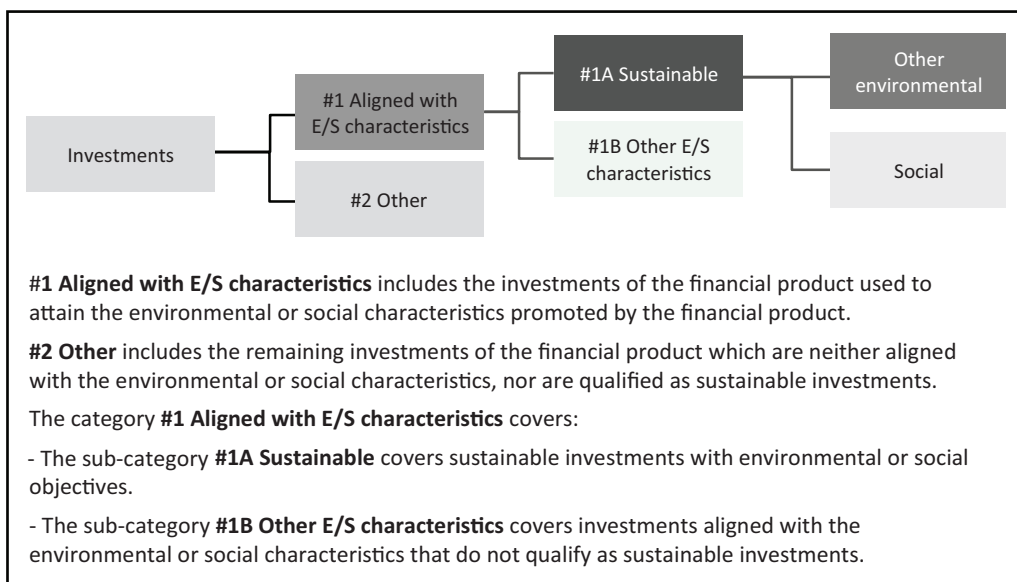 Investments
#1 Aligned with
E/S characteristics
#2 Other
#1A Sustainable
#1B Other E/S
characteristics
Other
environmental
Social
#1 Aligned with E/S characteristics includes the investments of the financial product used to
attain the environmental or social characteristics promoted by the financial product.
#2 Other includes the remaining investments of the financial product which are neither aligned
with the environmental or social characteristics, nor are qualified as sustainable investments.
The category #1 Aligned with E/S characteristics covers:
- The sub-category #1A Sustainable covers sustainable investments with environmental or social
objectives.
- The sub-category #1B Other E/S characteristics covers investments aligned with the
environmental or social characteristics that do not qualify as sustainable investments.